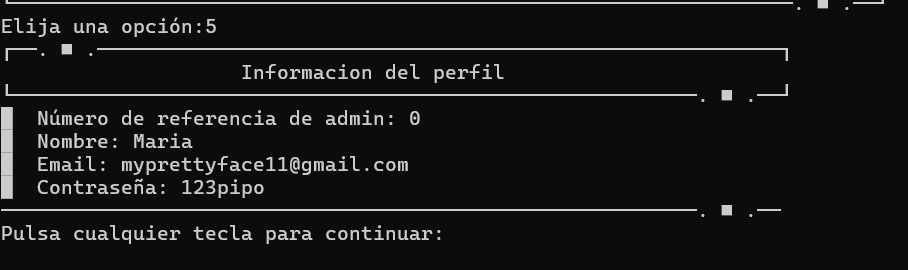 Elija una opción:5
Informacion del perfil
Número de referencia de admin: 0
Nombre: Maria
Email: myprettyface11@gmail.com
Contraseña: 123pipo
Pulsa cualquier tecla para continuar: